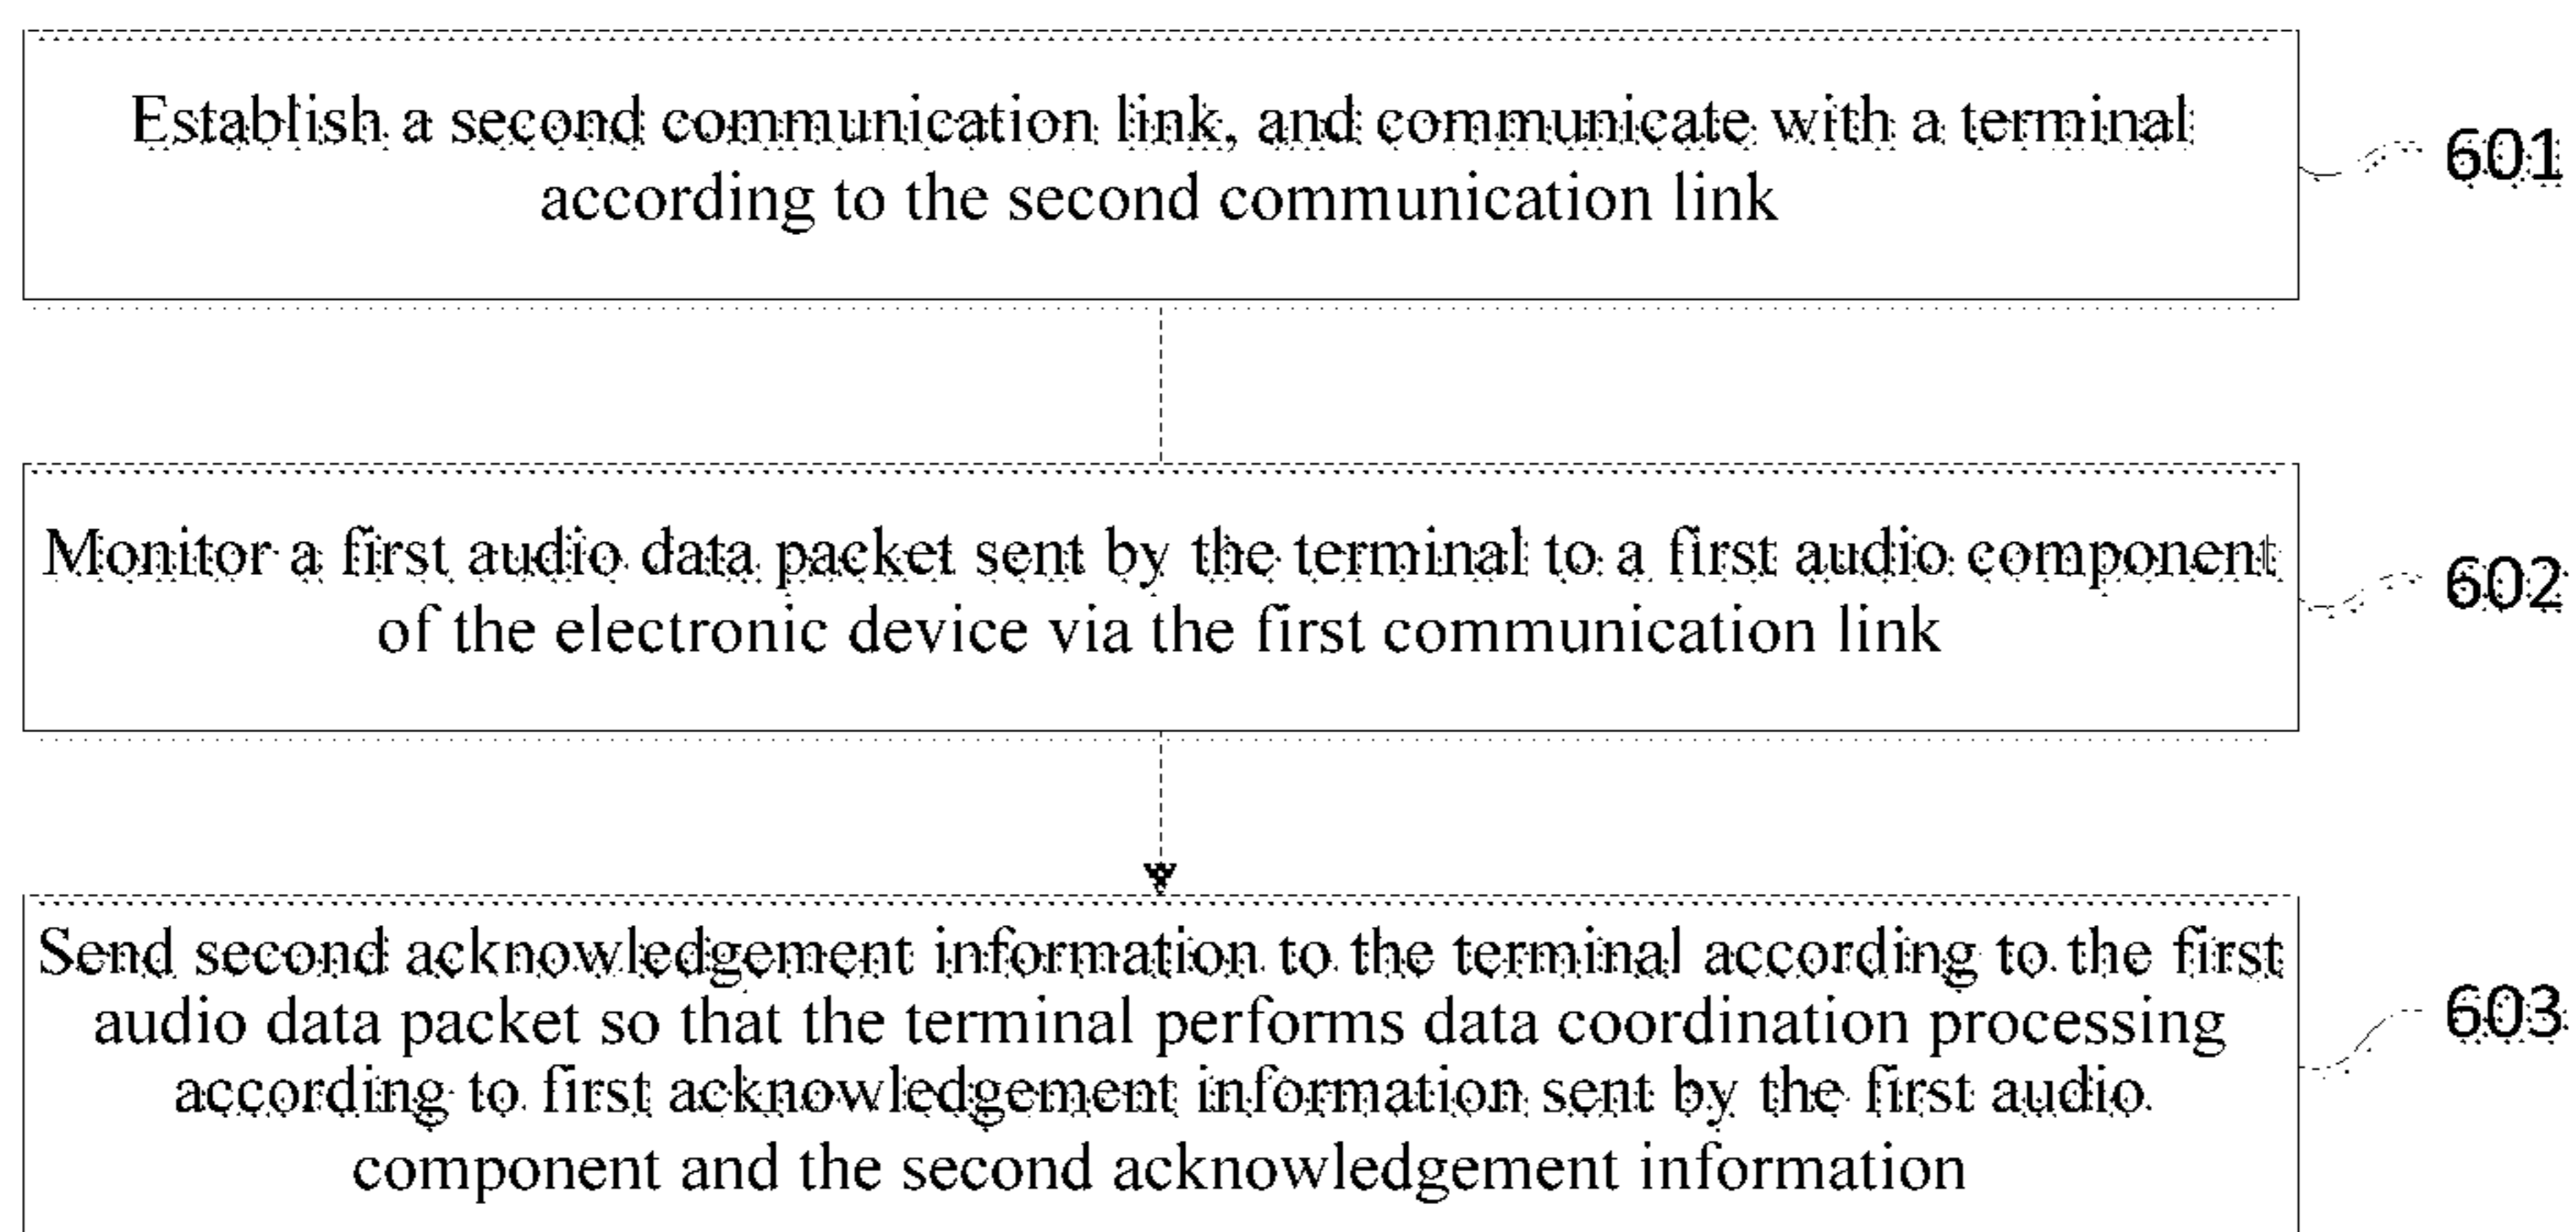 Establish a second communication link, and communicate with a terminal
according to the second communication link
601
Monitor a first audio data packet sent by the terminal to a first audio component
of the electronic device via the first communication link
602
Send second acknowledgement information to the terminal according to the first
audio data packet so that the terminal performs data coordination processing
according to first acknowledgement information sent by the first audio
component and the second acknowledgement information
603